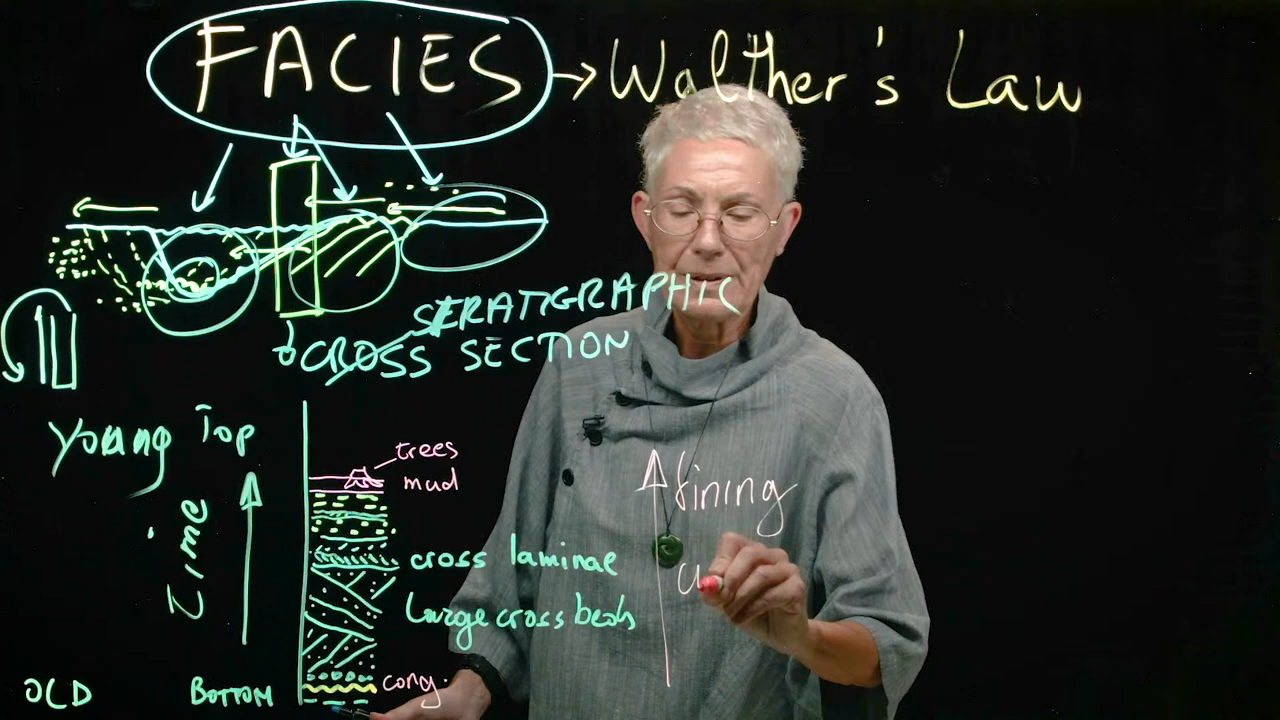 FACIES → Walther's Law
STRATIGRAPHIC
CROSS SECTION
Young Top
trees
mud
Time
fining
cross laminae
u
Large cross beds
OLD BOTTOM cong.